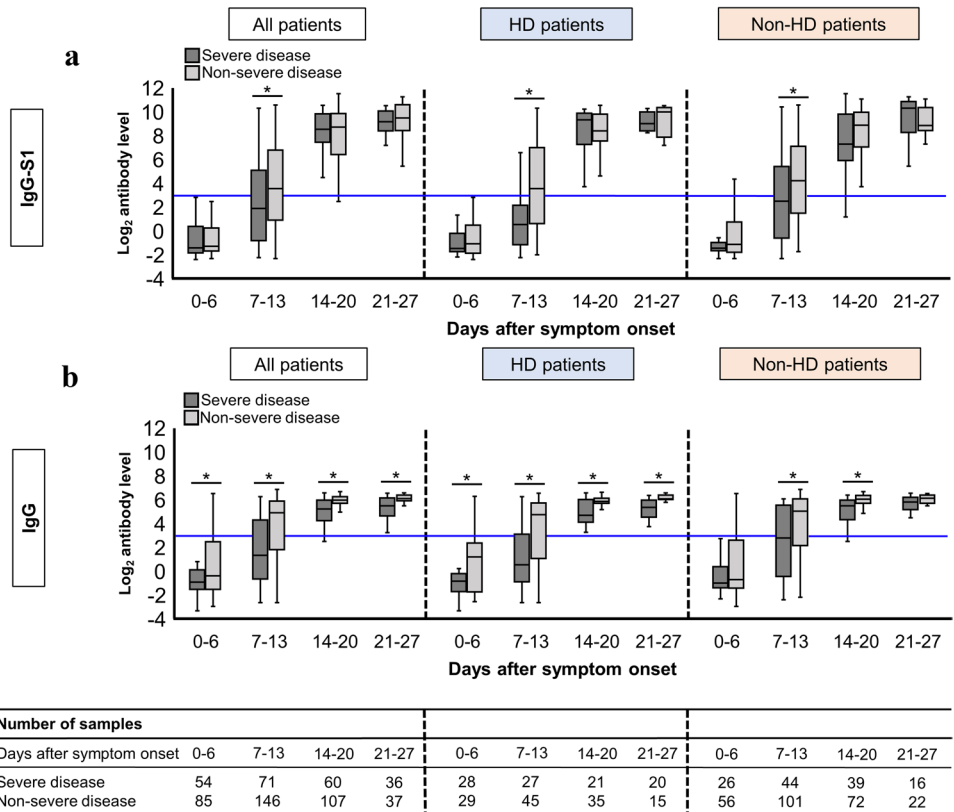 All patients HD patients Non-HD patients
a
Severe disease
Non-severe disease
IgG-S1
Log2 antibody level
12
10
8
6
4
2
0
-2
-4
* * *
0-6 7-13 14-20 21-27 0-6 7-13 14-20 21-27 0-6 7-13 14-20 21-27
Days after symptom onset
All patients HD patients Non-HD patients
b
Severe disease
Non-severe disease
IgG
Log2 antibody level
12
10
8
6
4
2
0
-2
-4
* * * * * * * * * *
0-6 7-13 14-20 21-27 0-6 7-13 14-20 21-27 0-6 7-13 14-20 21-27
Days after symptom onset
Number of samples
Days after symptom onset 0-6 7-13 14-20 21-27 0-6 7-13 14-20 21-27 0-6 7-13 14-20 21-27
Severe disease 54 71 60 36 28 27 21 20 26 44 39 16
Non-severe disease 85 146 107 37 29 45 35 15 56 101 72 22